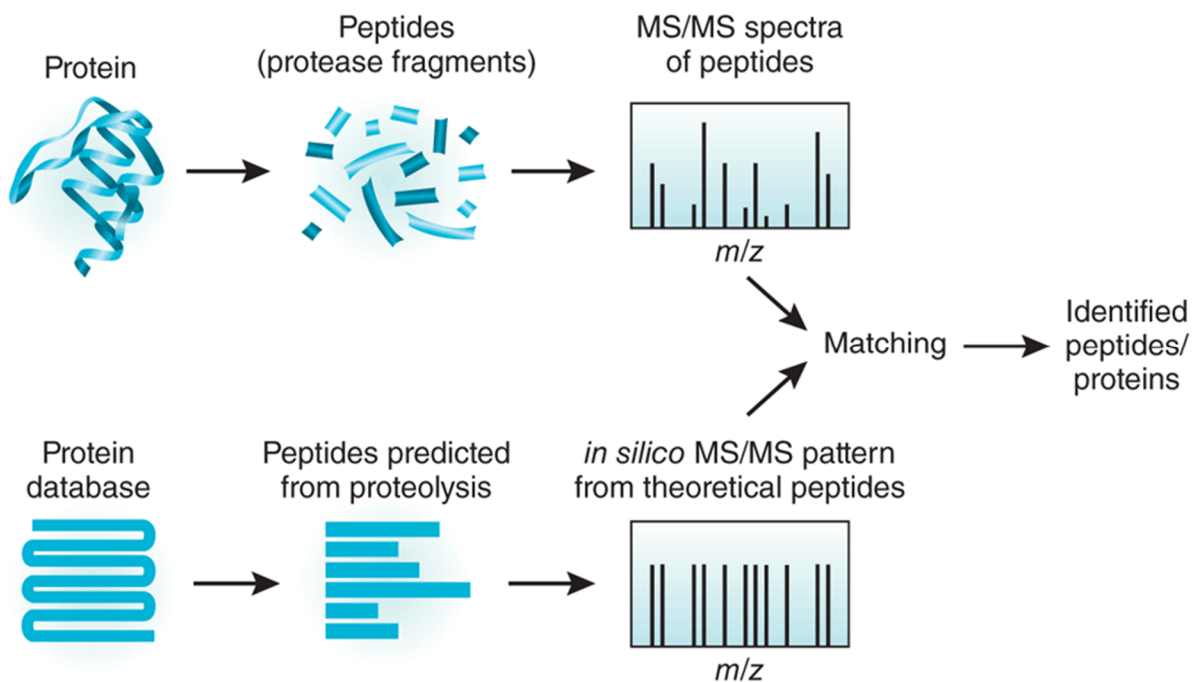 Protein
Peptides
(protease fragments)
MS/MS spectra
of peptides
m/z
Matching
Identified
peptides/
proteins
Protein
database
Peptides predicted
from proteolysis
in silico MS/MS pattern
from theoretical peptides
m/z